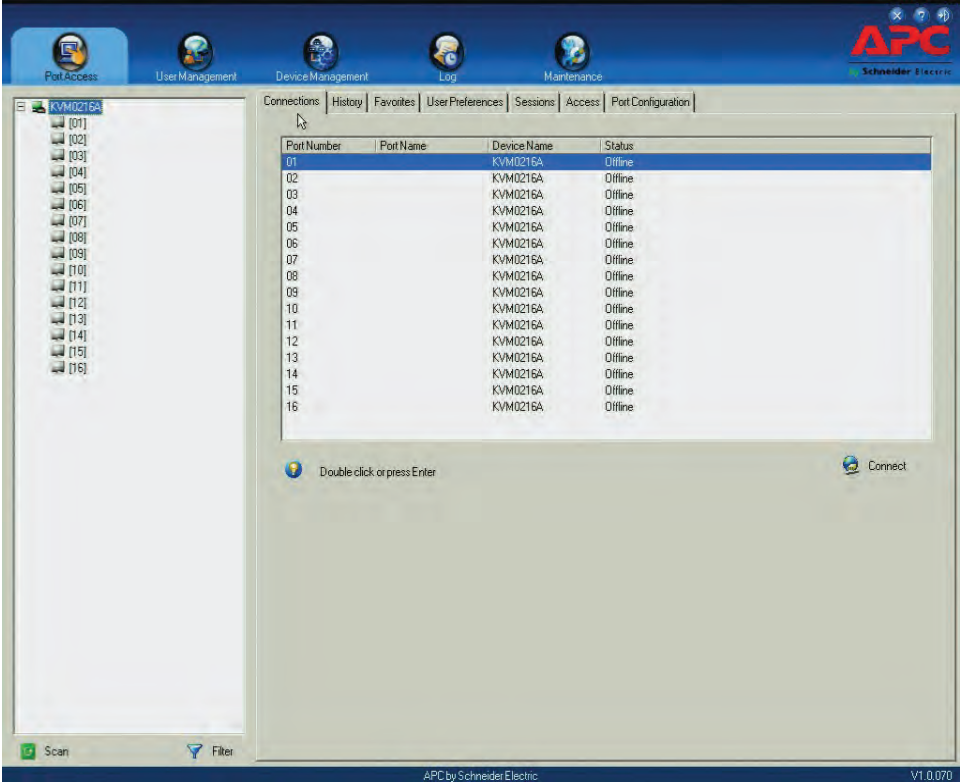 APC
by Schneider Electric
Port Access User Management Device Management Log Maintenance
KVM0216A
[01]
[02]
[03]
[04]
[05]
[06]
[07]
[08]
[09]
[10]
[11]
[12]
[13]
[14]
[15]
[16]
Scan Filter
Connections History Favorites User Preferences Sessions Access Port Configuration
Port Number Port Name Device Name Status
01 KVM0216A Offline
02 KVM0216A Offline
03 KVM0216A Offline
04 KVM0216A Offline
05 KVM0216A Offline
06 KVM0216A Offline
07 KVM0216A Offline
08 KVM0216A Offline
09 KVM0216A Offline
10 KVM0216A Offline
11 KVM0216A Offline
12 KVM0216A Offline
13 KVM0216A Offline
14 KVM0216A Offline
15 KVM0216A Offline
16 KVM0216A Offline
Double click or press Enter Connect
APC by Schneider Electric V1.0.070